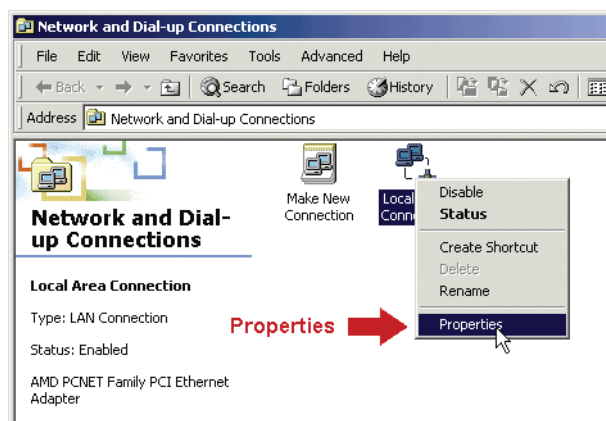 Network and Dial-up Connections
File Edit View Favorites Tools Advanced Help
Back Search Folders History
Address Network and Dial-up Connections
Make New
Connection
Local
Conn
Disable
Status
Create Shortcut
Delete
Rename
Properties
Network and Dial-
up Connections
Local Area Connection
Type: LAN Connection
Properties
Status: Enabled
AMD PCNET Family PCI Ethernet
Adapter